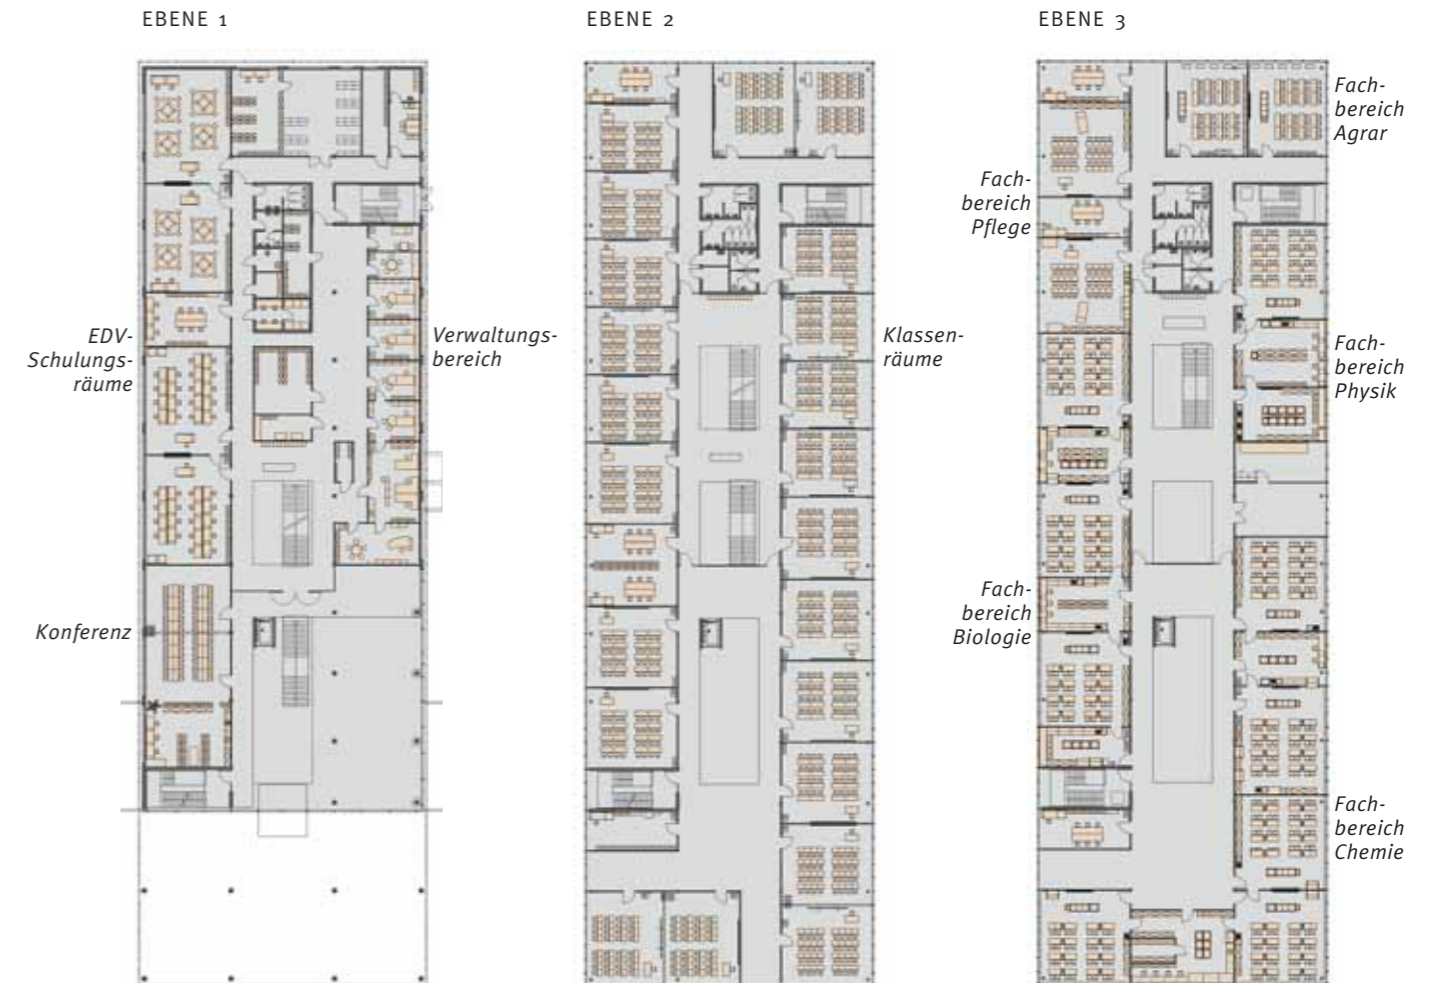 EBENE 1
EDV-
Schulungs-
räume
Konferenz
Verwaltungs-
bereich
EBENE 2
Klassen-
räume
EBENE 3
Fach-
bereich
Pflege
Fach-
bereich
Biologie
Fach-
bereich
Agrar
Fach-
bereich
Physik
Fach-
bereich
Chemie